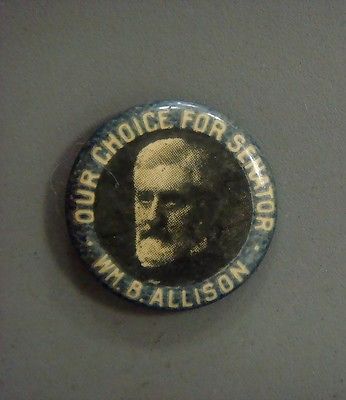 OUR CHOICE FOR SENATOR
WM. B. ALLISON